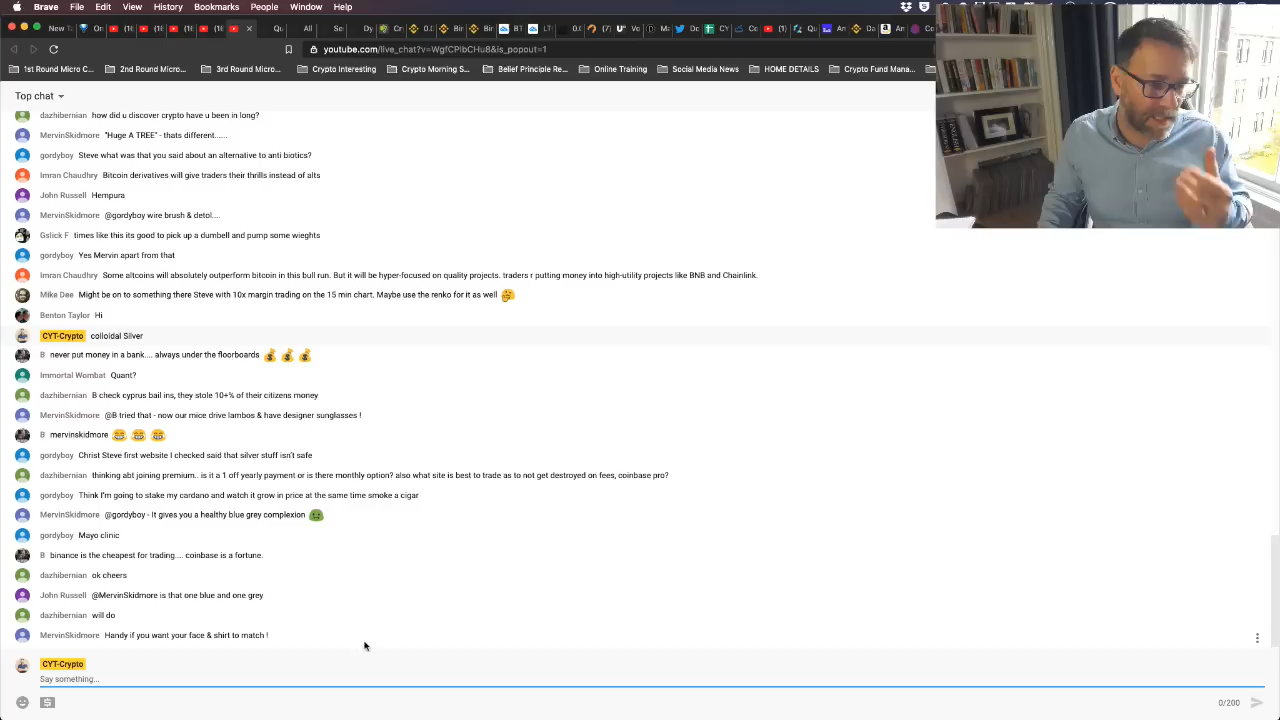 Brave File Edit View History Bookmarks People Window Help
youtube.com/live_chat?v=WgfCPIbCHu8&is_popout=1
1st Round Micro C... 2nd Round Micro... 3rd Round Micro... Crypto Interesting Crypto Morning S... Belief Principle Re... Online Training Social Media News HOME DETAILS Crypto Fund Mana...
Top chat
dazhibernian how did u discover crypto have u been in long?
MervinSkidmore "Huge A TREE" - thats different......
gordyboy Steve what was that you said about an alternative to anti biotics?
Imran Chaudhry Bitcoin derivatives will give traders their thrills instead of alts
John Russell Hempura
MervinSkidmore @gordyboy wire brush & detol....
Gslick F times like this its good to pick up a dumbell and pump some wieghts
gordyboy Yes Mervin apart from that
Imran Chaudhry Some altcoins will absolutely outperform bitcoin in this bull run. But it will be hyper-focused on quality projects. traders r putting money into high-utility projects like BNB and Chainlink.
Mike Dee Might be on to something there Steve with 10x margin trading on the 15 min chart. Maybe use the renko for it as well
Benton Taylor Hi
CYT-Crypto coiloidal Silver
B never put money in a bank.... always under the floorboards
Immortal Wombat Quant?
dazhibernian B check cyprus bail ins, they stole 10+% of their citizens money
MervinSkidmore @B tried that - now our mice drive lambos & have designer sunglasses !
B mervinskidmore
gordyboy Christ Steve first website I checked said that silver stuff isn't safe
dazhibernian thinking abt joining premium.. is it a 1 off yearly payment or is there monthly option? also what site is best to trade as to not get destroyed on fees, coinbase pro?
gordyboy Think I'm going to stake my cardano and watch it grow in price at the same time smoke a cigar
MervinSkidmore @gordyboy - It gives you a healthy blue grey complexion
gordyboy Mayo clinic
B binance is the cheapest for trading.... coinbase is a fortune.
dazhibernian ok cheers
John Russell @MervinSkidmore is that one blue and one grey
dazhibernian will do
MervinSkidmore Handy if you want your face & shirt to match !
CYT-Crypto
Say something...
0/200